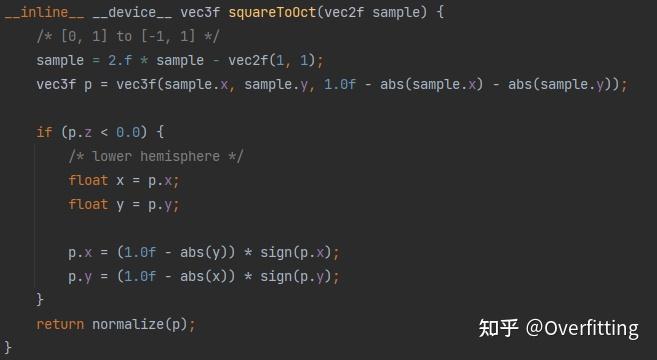 __inline__ __device__ vec3f squareToOct(vec2f sample) {
    /* [0, 1] to [-1, 1] */
    sample = 2.f * sample - vec2f(1, 1);
    vec3f p = vec3f(sample.x, sample.y, 1.0f - abs(sample.x) - abs(sample.y));

    if (p.z < 0.0) {
        /* lower hemisphere */
        float x = p.x;
        float y = p.y;

        p.x = (1.0f - abs(y)) * sign(p.x);
        p.y = (1.0f - abs(x)) * sign(p.y);
    }
    return normalize(p);
}
知乎 @Overfitting